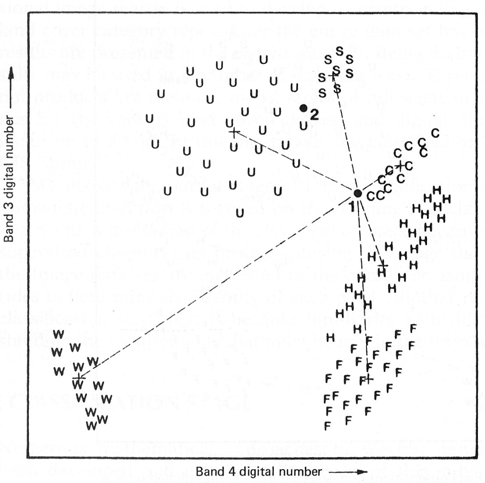 Band 3 digital number
S
S S
U U
S S S
S S
U U U
U U U
2
U U U
U U U U
C
C C C
U U U U
C C C
U U U
1
C C C
U
H H
H H H
H H
H H H
H H
H H H
H H
H H
H
W
W W
W W
W W
W W
W W
W
H
F F F
F F F
F F F
F F F
F F F
F F
F F
Band 4 digital number